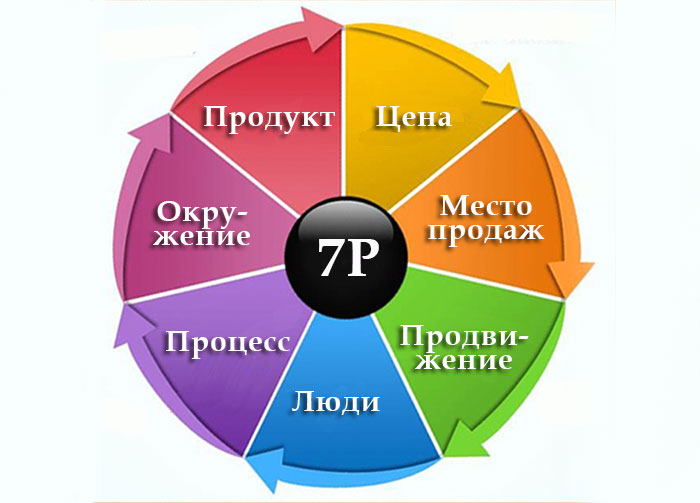 Продукт
Цена
Место
продаж
Продви-
жение
Люди
Процесс
Окру-
жение
7P